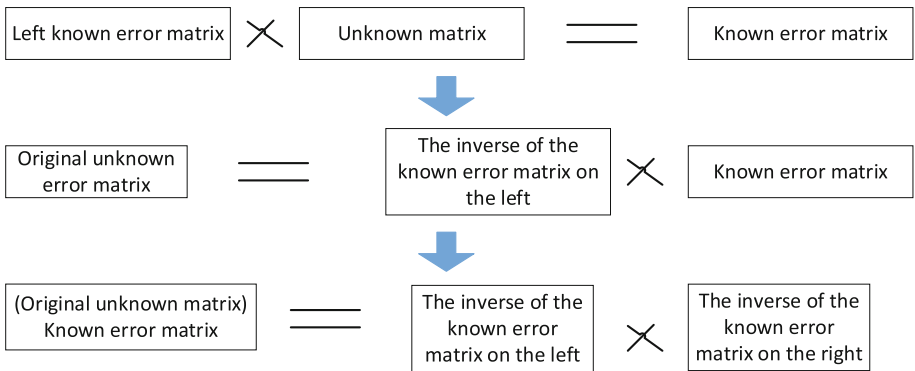 Left known error matrix
Unknown matrix
Known error matrix
Original unknown
error matrix
The inverse of the
known error matrix on
the left
Known error matrix
(Original unknown matrix)
Known error matrix
The inverse of the
known error
matrix on the left
The inverse of the
known error
matrix on the right